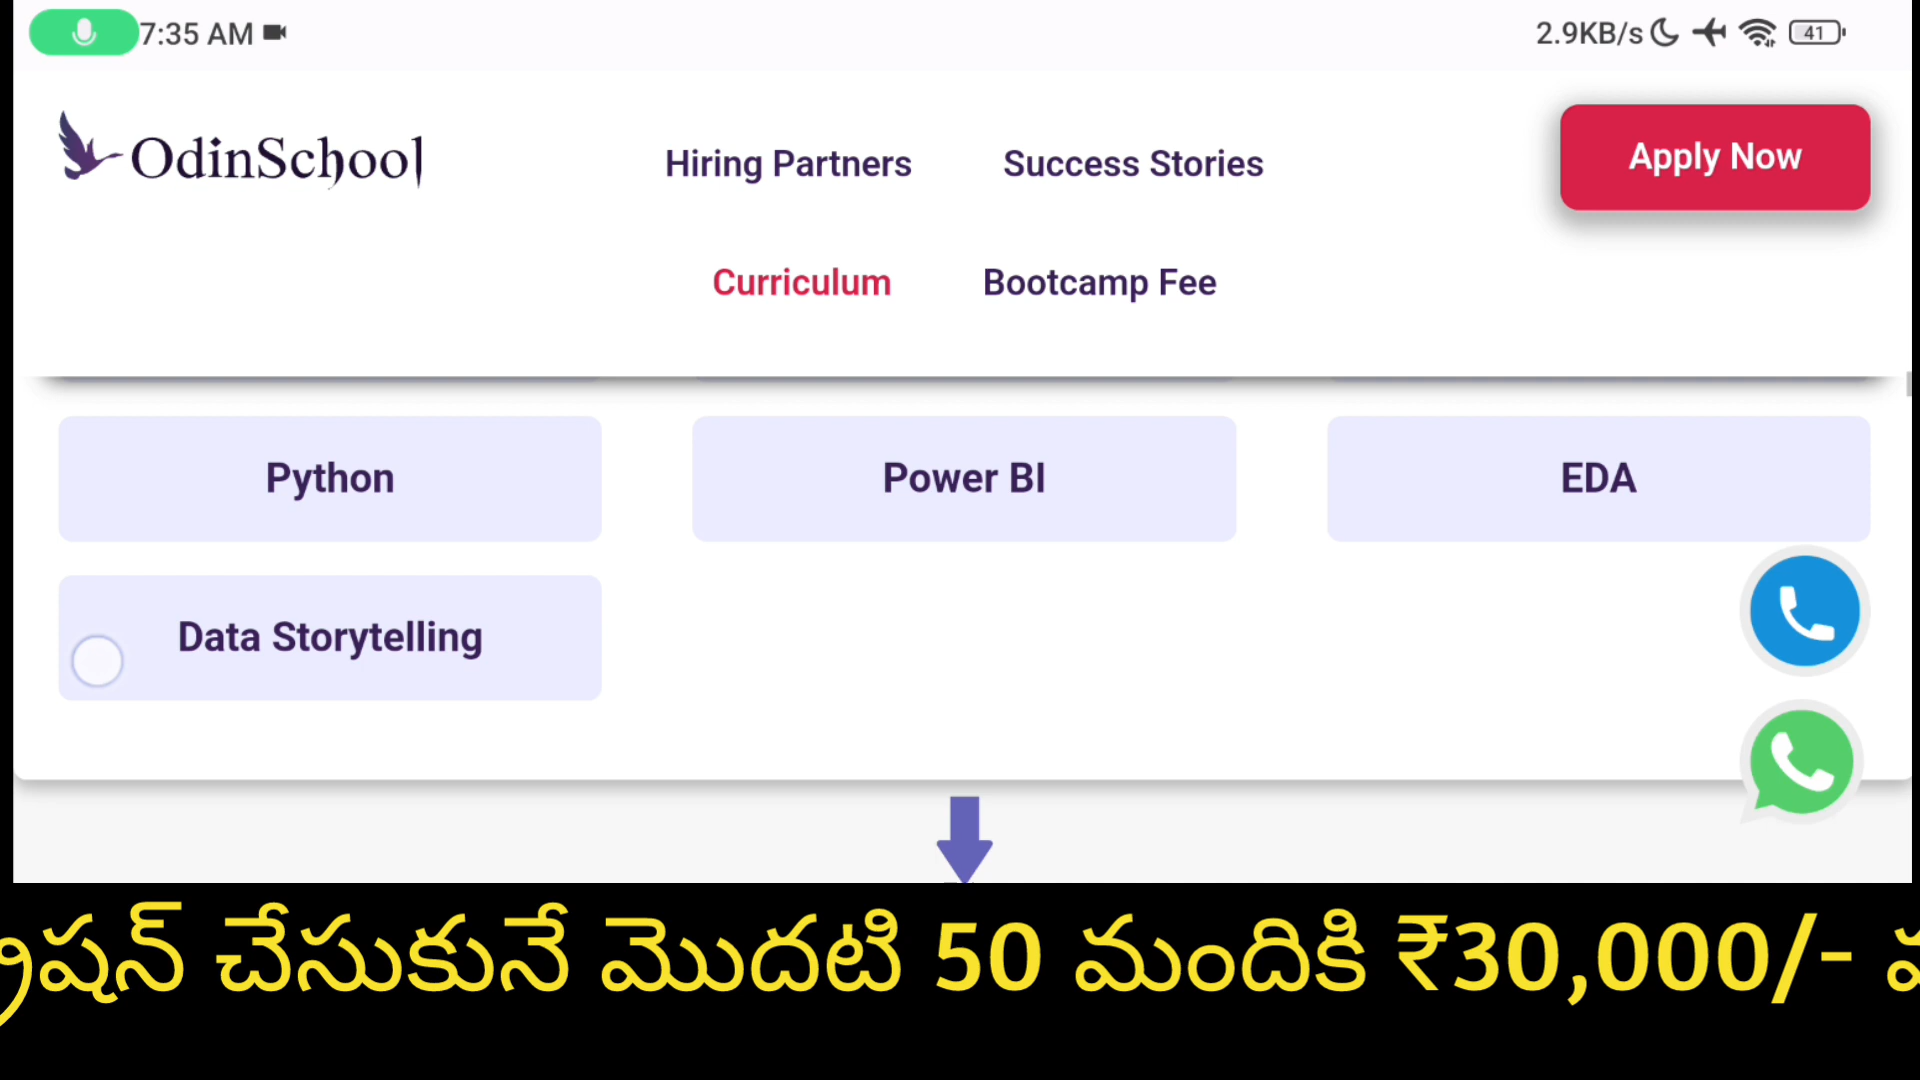 7:35 AM
2.9KB/s
41
OdinSchool
Hiring Partners
Success Stories
Apply Now
Curriculum
Bootcamp Fee
Python
Power BI
EDA
Data Storytelling
చేసుకునే మొదటి 50 మందికి ₹30,000/-